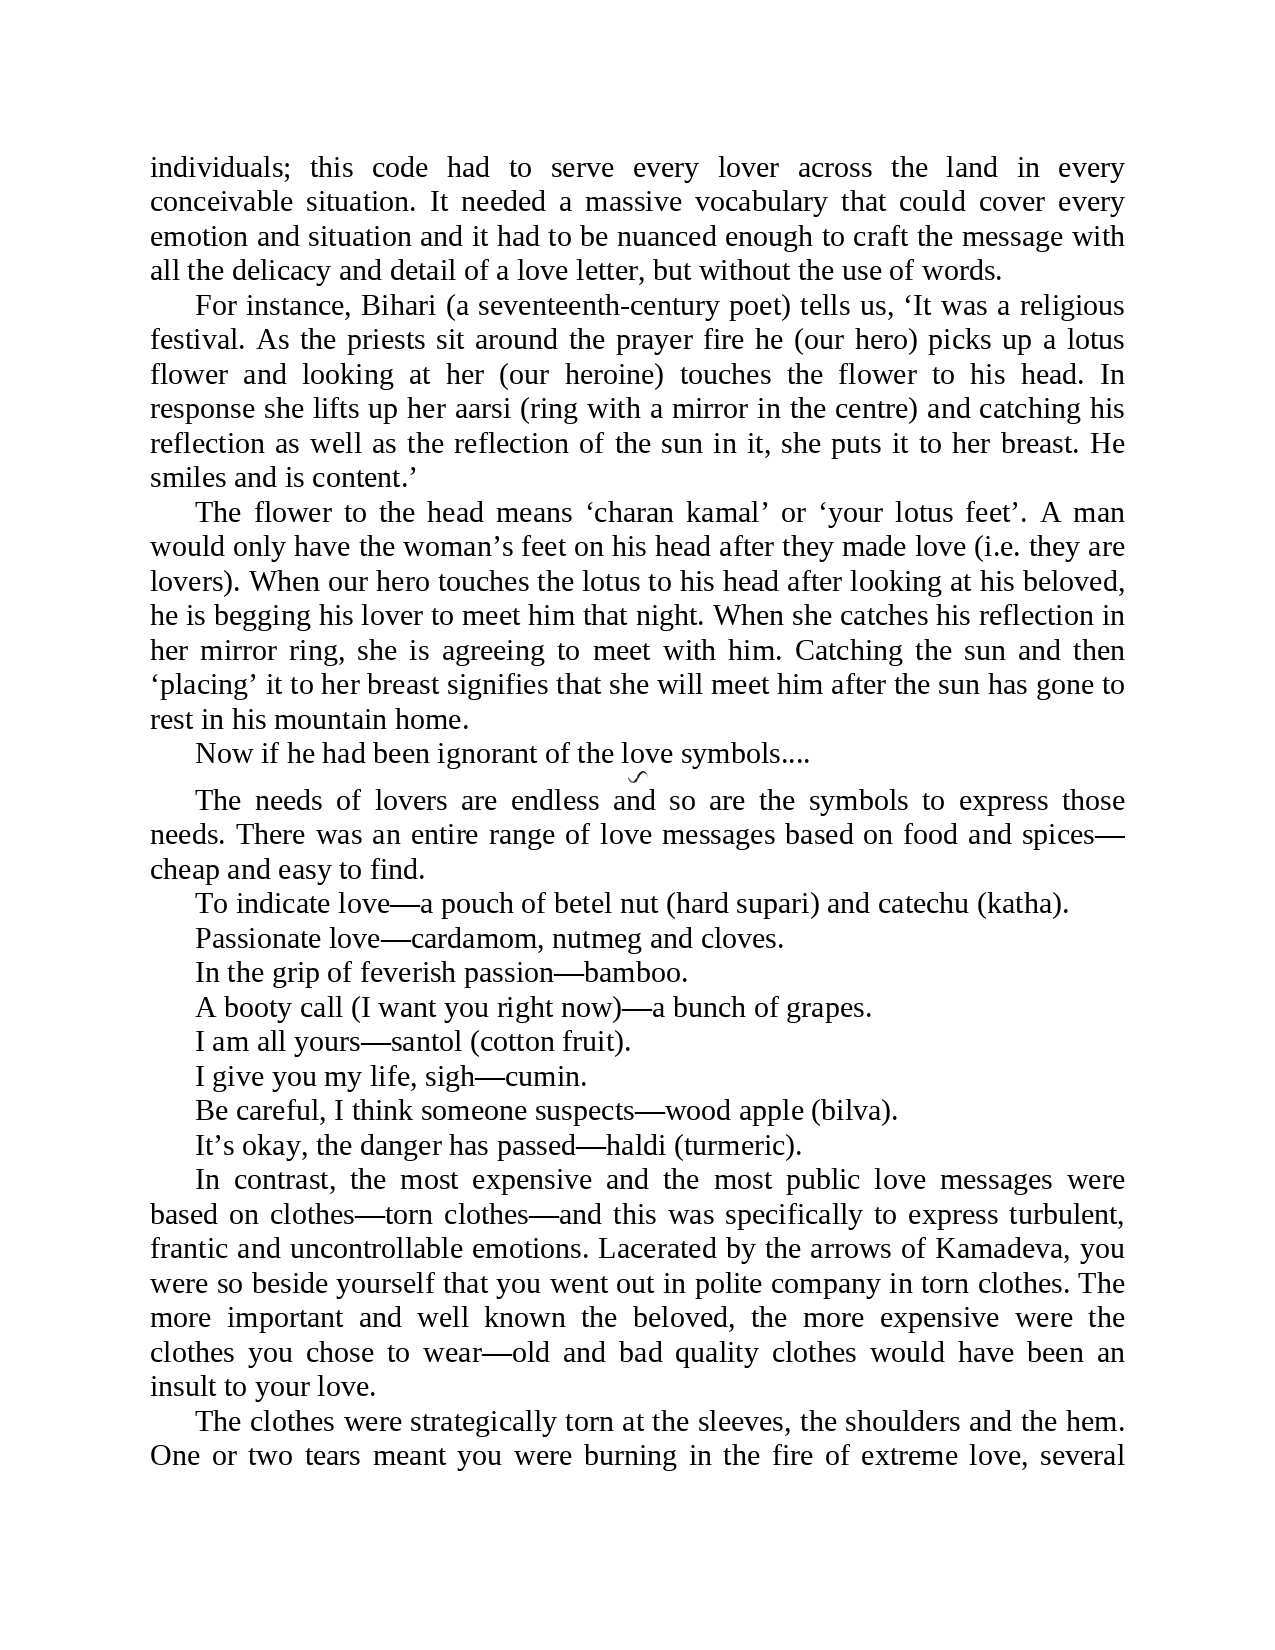 individuals; this code had to serve every lover across the land in every
conceivable situation. It needed a massive vocabulary that could cover every
emotion and situation and it had to be nuanced enough to craft the message with
all the delicacy and detail of a love letter, but without the use of words.
For instance, Bihari (a seventeenth-century poet) tells us, ‘It was a religious
festival. As the priests sit around the prayer fire he (our hero) picks up a lotus
flower and looking at her (our heroine) touches the flower to his head. In
response she lifts up her aarsi (ring with a mirror in the centre) and catching his
reflection as well as the reflection of the sun in it, she puts it to her breast. He
smiles and is content.’
The flower to the head means ‘charan kamal’ or ‘your lotus feet’. A man
would only have the woman’s feet on his head after they made love (i.e. they are
lovers). When our hero touches the lotus to his head after looking at his beloved,
he is begging his lover to meet him that night. When she catches his reflection in
her mirror ring, she is agreeing to meet with him. Catching the sun and then
‘placing’ it to her breast signifies that she will meet him after the sun has gone to
rest in his mountain home.
Now if he had been ignorant of the love symbols....
The needs of lovers are endless and so are the symbols to express those
needs. There was an entire range of love messages based on food and spices—
cheap and easy to find.
To indicate love—a pouch of betel nut (hard supari) and catechu (katha).
Passionate love—cardamom, nutmeg and cloves.
In the grip of feverish passion—bamboo.
A booty call (I want you right now)—a bunch of grapes.
I am all yours—santol (cotton fruit).
I give you my life, sigh—cumin.
Be careful, I think someone suspects—wood apple (bilva).
It’s okay, the danger has passed—haldi (turmeric).
In contrast, the most expensive and the most public love messages were
based on clothes—torn clothes—and this was specifically to express turbulent,
frantic and uncontrollable emotions. Lacerated by the arrows of Kamadeva, you
were so beside yourself that you went out in polite company in torn clothes. The
more important and well known the beloved, the more expensive were the
clothes you chose to wear—old and bad quality clothes would have been an
insult to your love.
The clothes were strategically torn at the sleeves, the shoulders and the hem.
One or two tears meant you were burning in the fire of extreme love, several